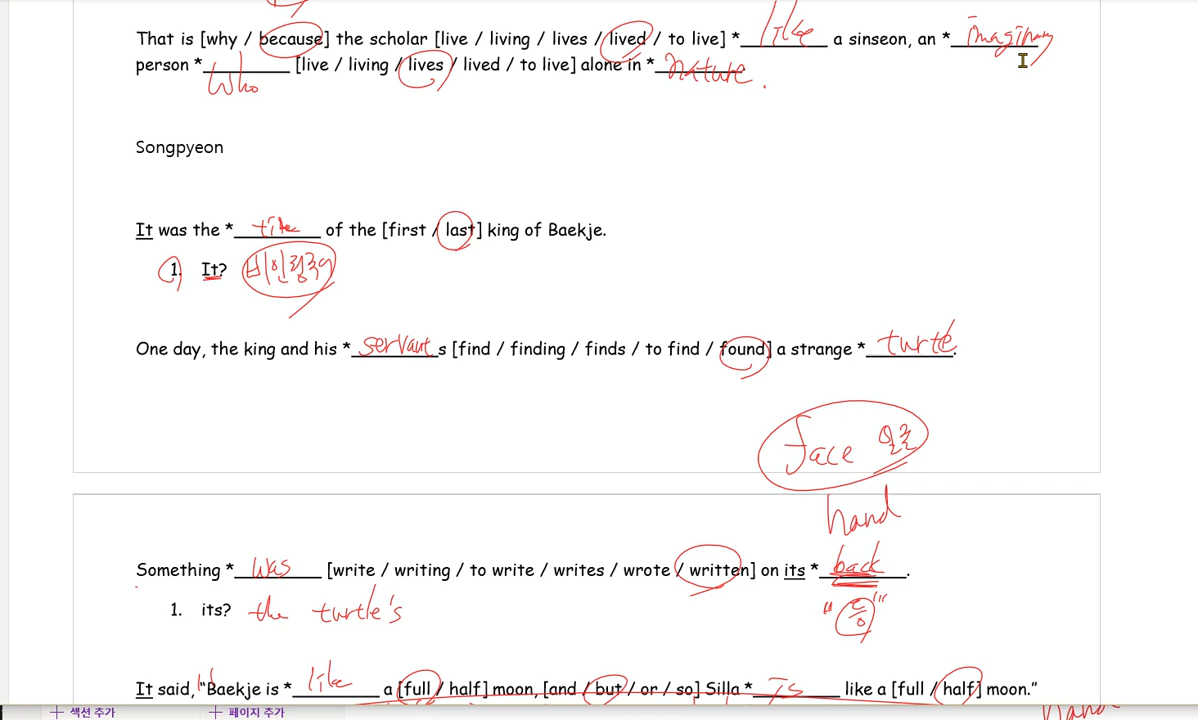 That is [why / because] the scholar [live / living / lives / lived / to live] * like a sinseon, an * imaginary
person * who [live / living / lives / lived / to live] alone in * nature.
Songpyeon
It was the * time of the [first / last] king of Baekje.
1. It? 비인칭주어
One day, the king and his * servant s [find / finding / finds / to find / found] a strange * turtle.
face 얼굴
hand
Something * was [write / writing / to write / writes / wrote / written] on its * back.
1. its? the turtle's "등"
It said, "Baekje is * like a [full / half] moon, [and / but / or / so] Silla * is like a [full / half] moon."
섹션 추가 페이지 추가 hand